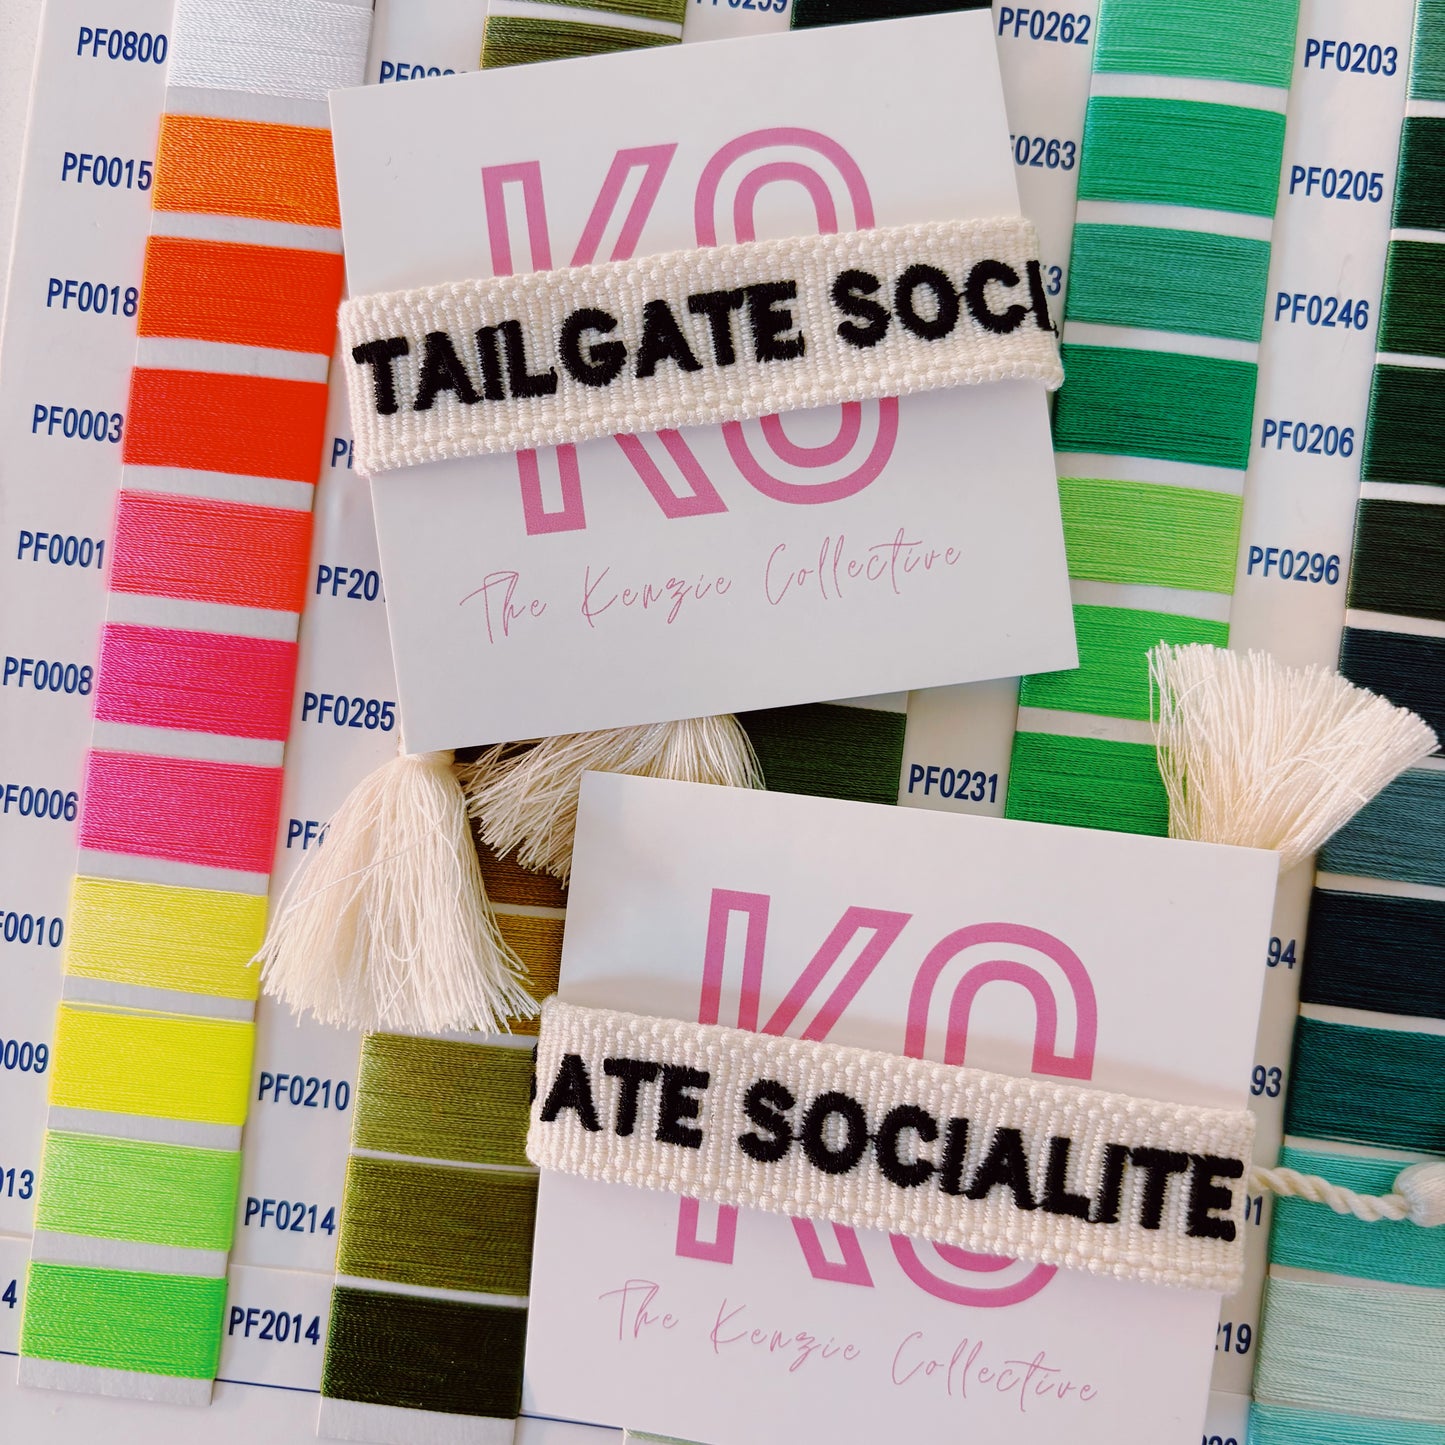 PF0800
PF0015
PF0018
PF0003
PF0001
PF0008
PF0006
PF2014
PF0285
PF0210
PF0214
PF0262
PF0231
PF0203
PF0205
PF0246
PF0206
PF0296
KC
TAILGATE SOCI
The Kenzie Collective
KC
ATE SOCIALITE
The Kenzie Collective